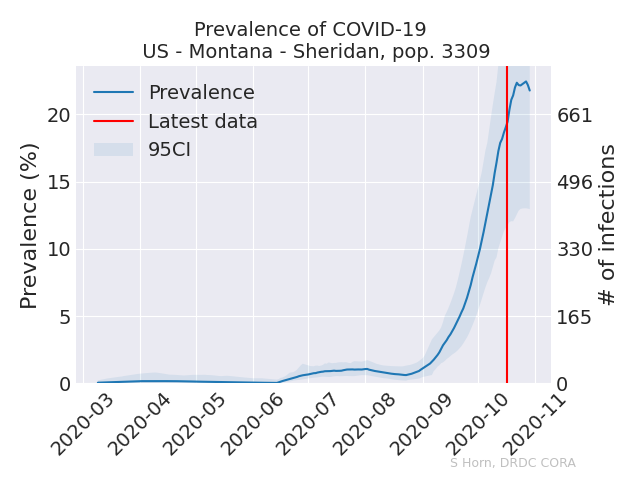 Prevalence of COVID-19
US - Montana - Sheridan, pop. 3309
Prevalence
Latest data
95CI
Prevalence (%)
20
15
10
5
0
# of infections
661
496
330
165
0
2020-03
2020-04
2020-05
2020-06
2020-07
2020-08
2020-09
2020-10
2020-11
S Horn, DRDC CORA